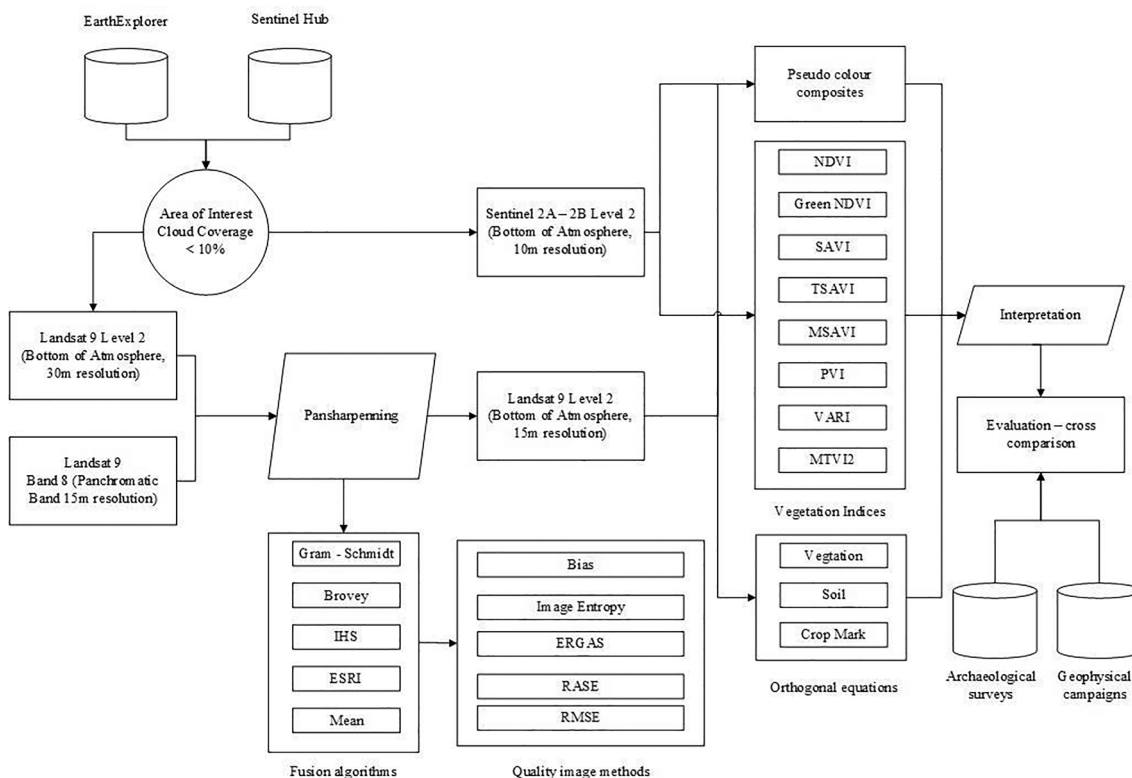 EarthExplorer
Sentinel Hub
Area of Interest
Cloud Coverage
< 10%
Landsat 9 Level 2
(Bottom of Atmosphere,
30m resolution)
Landsat 9
Band 8 (Panchromatic
Band 15m resolution)
Pansharpenning
Sentinel 2A – 2B Level 2
(Bottom of Atmosphere,
10m resolution)
Landsat 9 Level 2
(Bottom of Atmosphere,
15m resolution)
Gram - Schmidt
Brovey
IHS
ESRI
Mean
Fusion algorithms
Bias
Image Entropy
ERGAS
RASE
RMSE
Quality image methods
Pseudo colour
composites
NDVI
Green NDVI
SAVI
TSAVI
MSAVI
PVI
VARI
MTVI2
Vegetation Indices
Vegtation
Soil
Crop Mark
Orthogonal equations
Interpretation
Evaluation – cross
comparison
Archaeological
surveys
Geophysical
campaigns